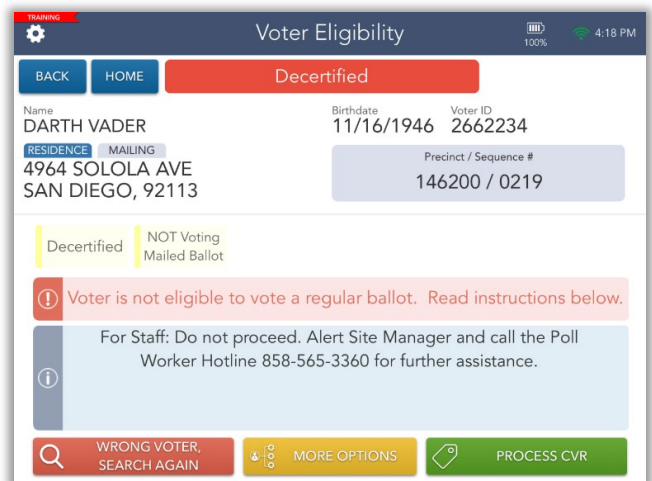 TRAINING
Voter Eligibility
100%
4:18 PM
BACK
HOME
Decertified
Name
Birthdate
Voter ID
DARTH VADER
11/16/1946
2662234
RESIDENCE
MAILING
4964 SOLOLA AVE
SAN DIEGO, 92113
Precinct / Sequence #
146200 / 0219
Decertified
NOT Voting
Mailed Ballot
Voter is not eligible to vote a regular ballot. Read instructions below.
For Staff: Do not proceed. Alert Site Manager and call the Poll
Worker Hotline 858-565-3360 for further assistance.
WRONG VOTER,
SEARCH AGAIN
MORE OPTIONS
PROCESS CVR